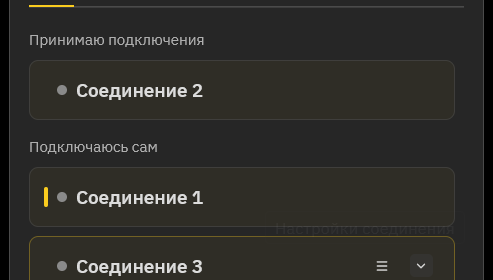 Принимаю подключения
Соединение 2
Подключаюсь сам
Соединение 1
Настройки соединения
Соединение 3